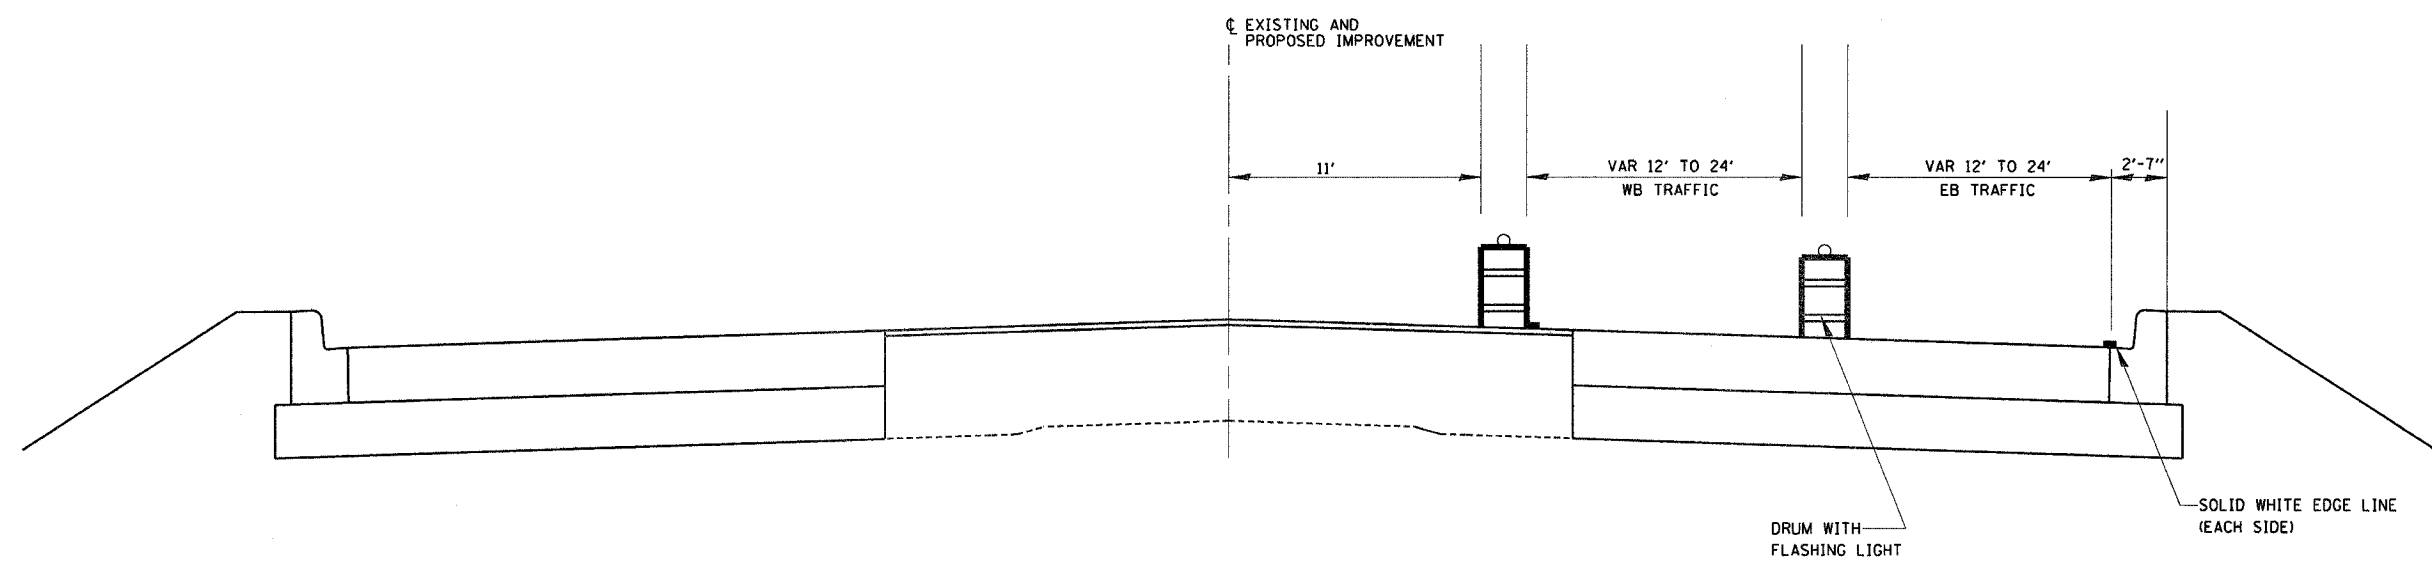 ℄ EXISTING AND
PROPOSED IMPROVEMENT
11'
VAR 12' TO 24'
WB TRAFFIC
VAR 12' TO 24'
EB TRAFFIC
2'-7"
SOLID WHITE EDGE LINE
(EACH SIDE)
DRUM WITH
FLASHING LIGHT